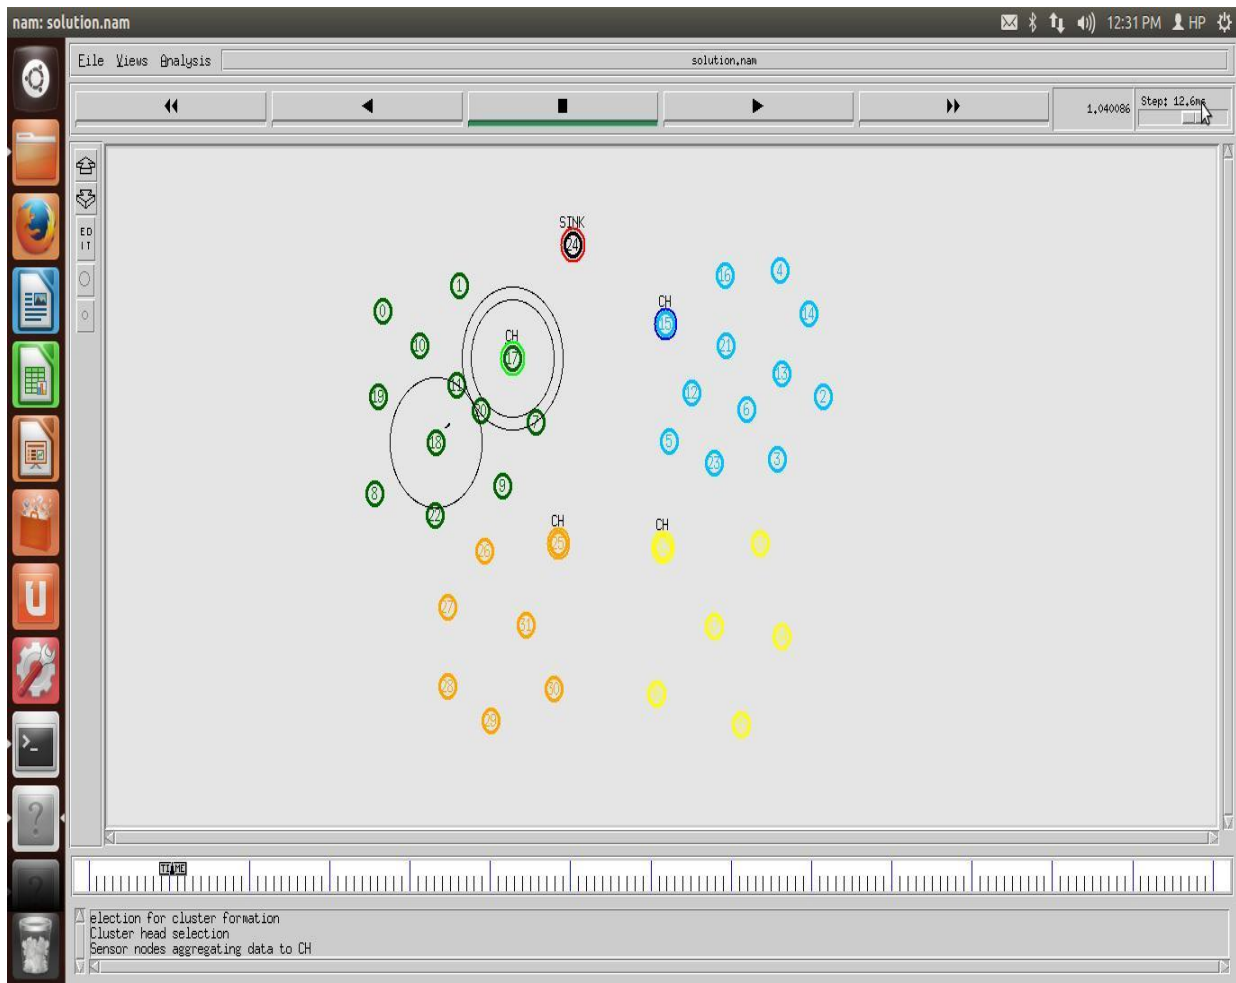 nam: solution.nam
12:31 PM
HP
File Views Analysis
solution.nam
1.040086
Step: 12.6ms
ED
IT
SINK
24
16
4
1
0
CH
15
14
CH
17
10
21
13
11
19
12
2
20
6
7
18
5
23
3
9
8
22
CH
CH
25
26
27
31
28
30
29
TIME
election for cluster formation
Cluster head selection
Sensor nodes aggregating data to CH